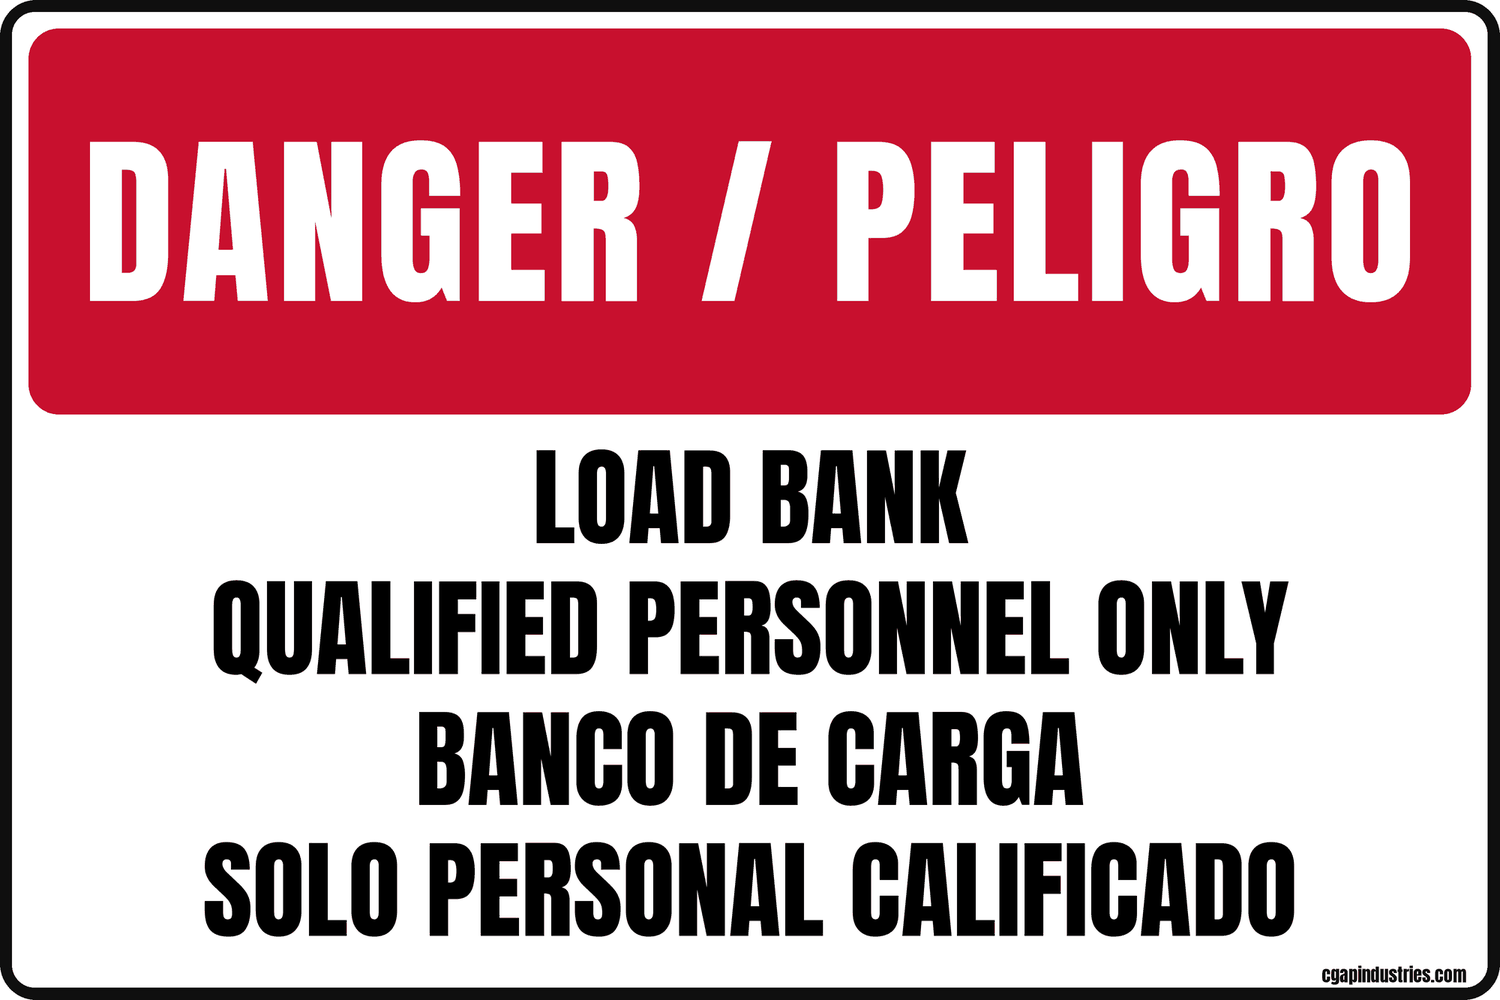 DANGER / PELIGRO
LOAD BANK
QUALIFIED PERSONNEL ONLY
BANCO DE CARGA
SOLO PERSONAL CALIFICADO
cgapindustries.com